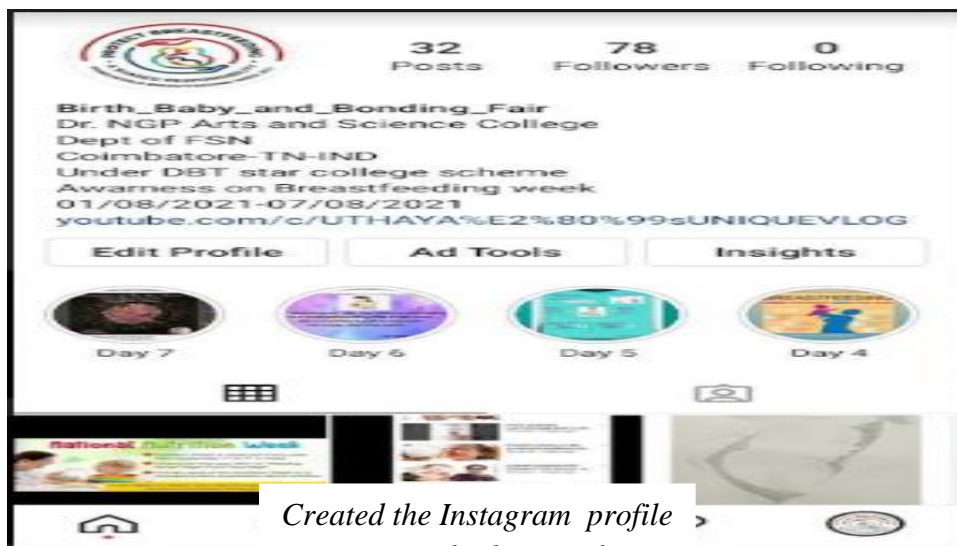 PROTECT BREASTFEEDING
32 78 0
Posts Followers Following
Birth_Baby_and_Bonding_Fair
Dr. NGP Arts and Science College
Dept of FSN
Coimbatore-TN-IND
Under DBT star college scheme
Awarness on Breastfeeding week
01/08/2021-07/08/2021
youtube.com/c/UTHAYA%E2%80%99sUNIQUEVLOG
Edit Profile Ad Tools Insights
BREASTFEEDING
Day 7 Day 6 Day 5 Day 4
National Nutrition Week
Created the Instagram profile